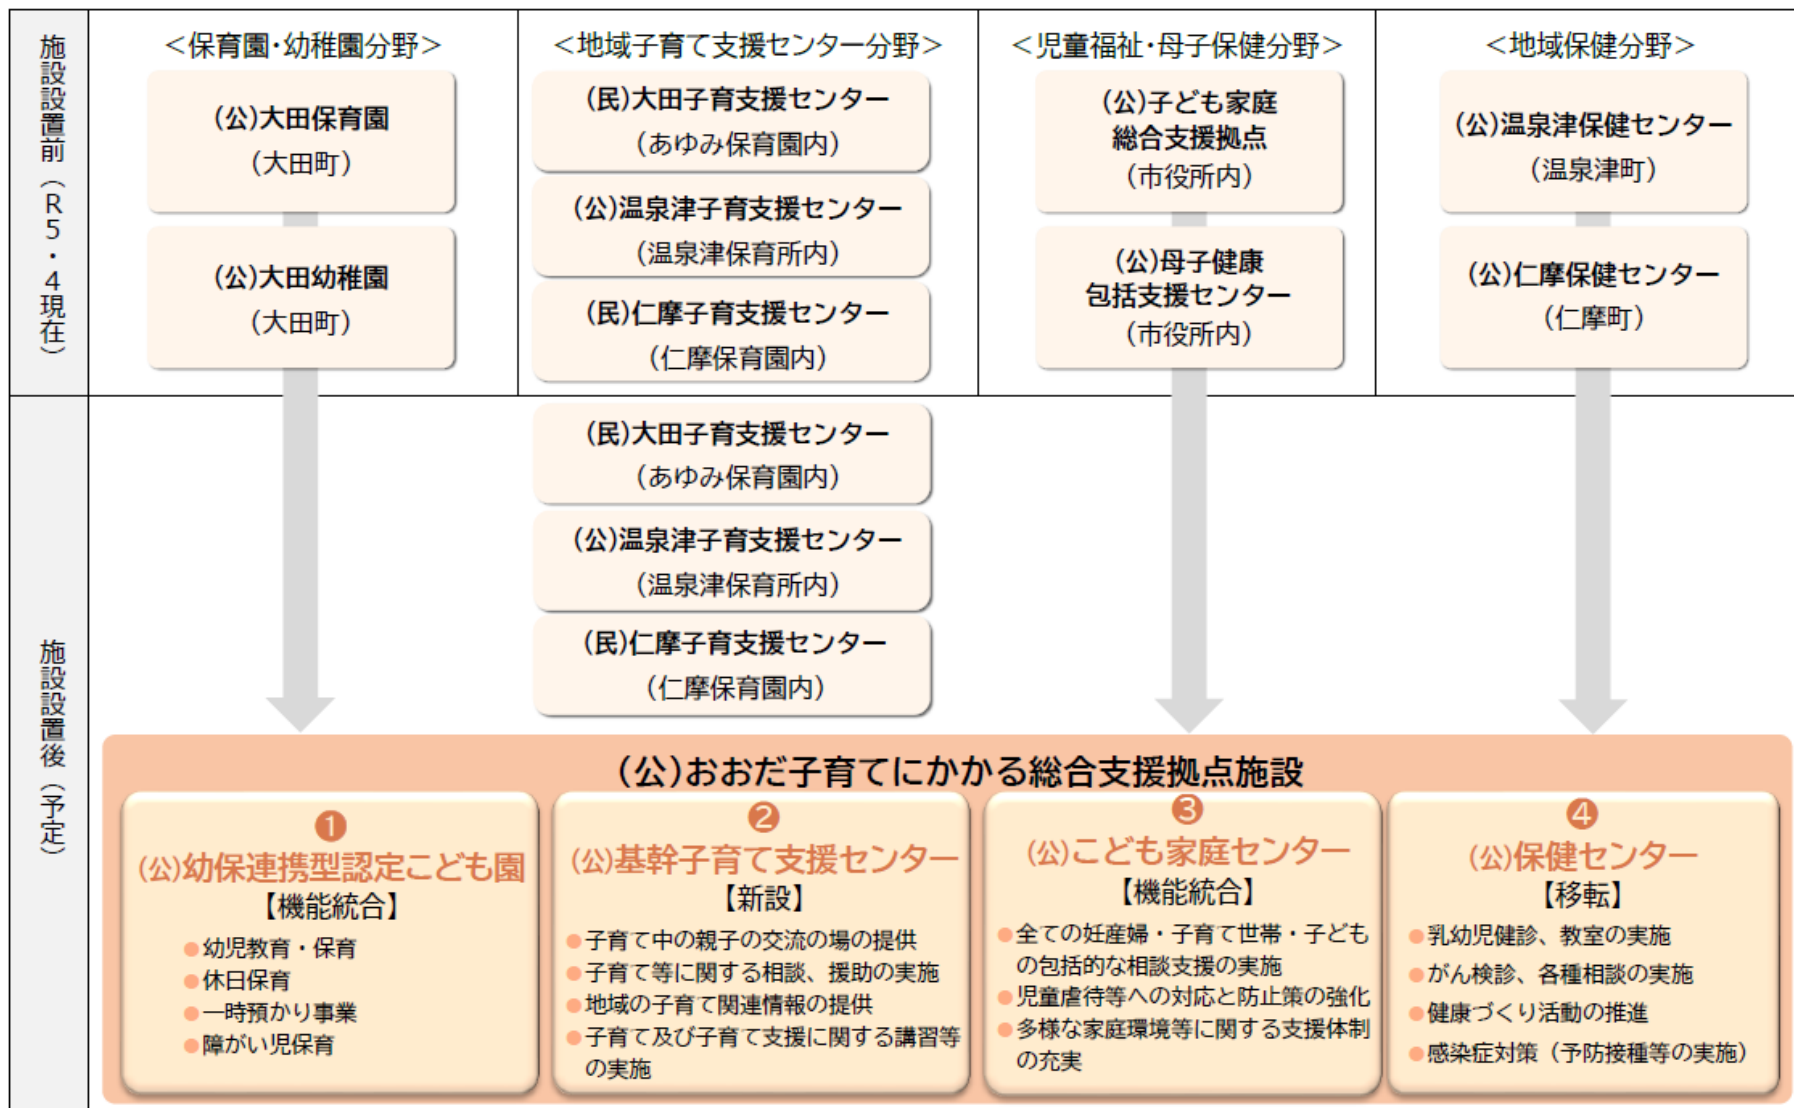 施設設置前（R5・4現在）
＜保育園・幼稚園分野＞
(公)大田保育園
（大田町）
(公)大田幼稚園
（大田町）
＜地域子育て支援センター分野＞
(民)大田子育支援センター
（あゆみ保育園内）
(公)温泉津子育支援センター
（温泉津保育所内）
(民)仁摩子育支援センター
（仁摩保育園内）
＜児童福祉・母子保健分野＞
(公)子ども家庭
総合支援拠点
（市役所内）
(公)母子健康
包括支援センター
（市役所内）
＜地域保健分野＞
(公)温泉津保健センター
（温泉津町）
(公)仁摩保健センター
（仁摩町）
施設設置後（予定）
(民)大田子育支援センター
（あゆみ保育園内）
(公)温泉津子育支援センター
（温泉津保育所内）
(民)仁摩子育支援センター
（仁摩保育園内）
(公)おおだ子育てにかかる総合支援拠点施設
❶
(公)幼保連携型認定こども園
【機能統合】
●幼児教育・保育
●休日保育
●一時預かり事業
●障がい児保育
❷
(公)基幹子育て支援センター
【新設】
●子育て中の親子の交流の場の提供
●子育て等に関する相談、援助の実施
●地域の子育て関連情報の提供
●子育て及び子育て支援に関する講習等
の実施
❸
(公)こども家庭センター
【機能統合】
●全ての妊産婦・子育て世帯・子ども
の包括的な相談支援の実施
●児童虐待等への対応と防止策の強化
●多様な家庭環境等に関する支援体制
の充実
❹
(公)保健センター
【移転】
●乳幼児健診、教室の実施
●がん検診、各種相談の実施
●健康づくり活動の推進
●感染症対策（予防接種等の実施）